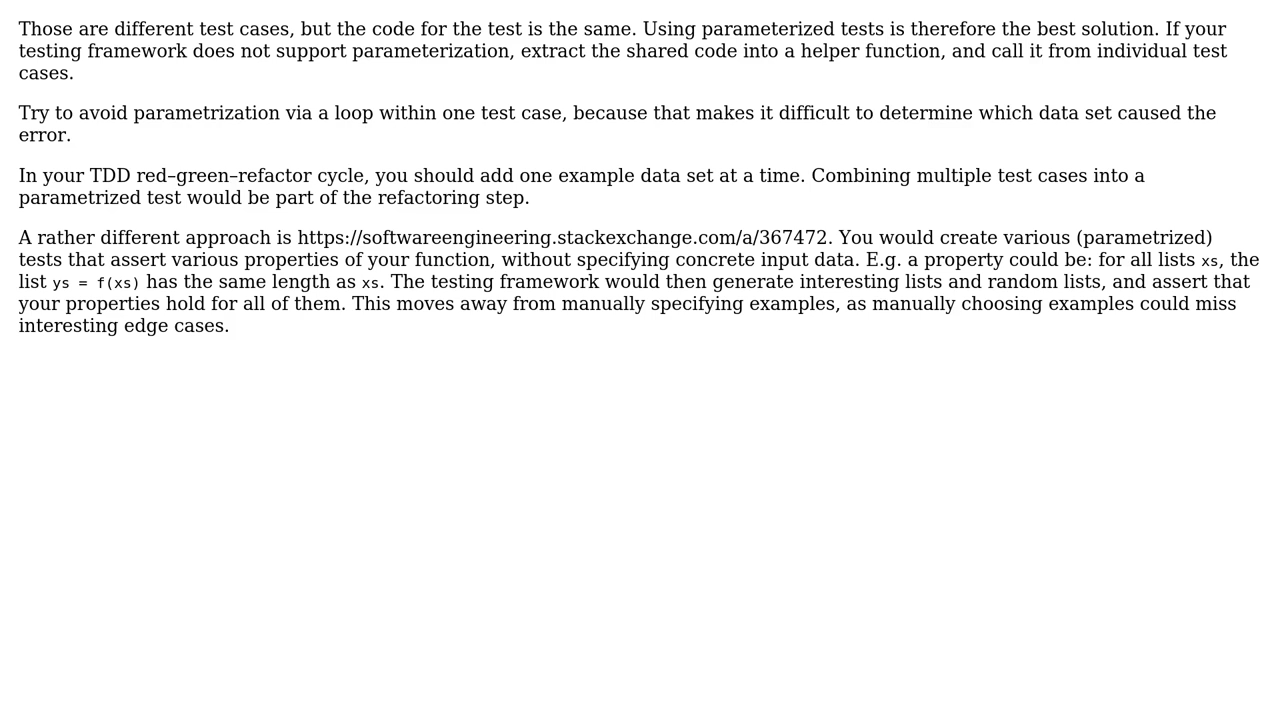 Those are different test cases, but the code for the test is the same. Using parameterized tests is therefore the best solution. If your
testing framework does not support parameterization, extract the shared code into a helper function, and call it from individual test
cases.
Try to avoid parametrization via a loop within one test case, because that makes it difficult to determine which data set caused the
error.
In your TDD red–green–refactor cycle, you should add one example data set at a time. Combining multiple test cases into a
parametrized test would be part of the refactoring step.
A rather different approach is https://softwareengineering.stackexchange.com/a/367472. You would create various (parametrized)
tests that assert various properties of your function, without specifying concrete input data. E.g. a property could be: for all lists xs, the
list ys = f(xs) has the same length as xs. The testing framework would then generate interesting lists and random lists, and assert that
your properties hold for all of them. This moves away from manually specifying examples, as manually choosing examples could miss
interesting edge cases.